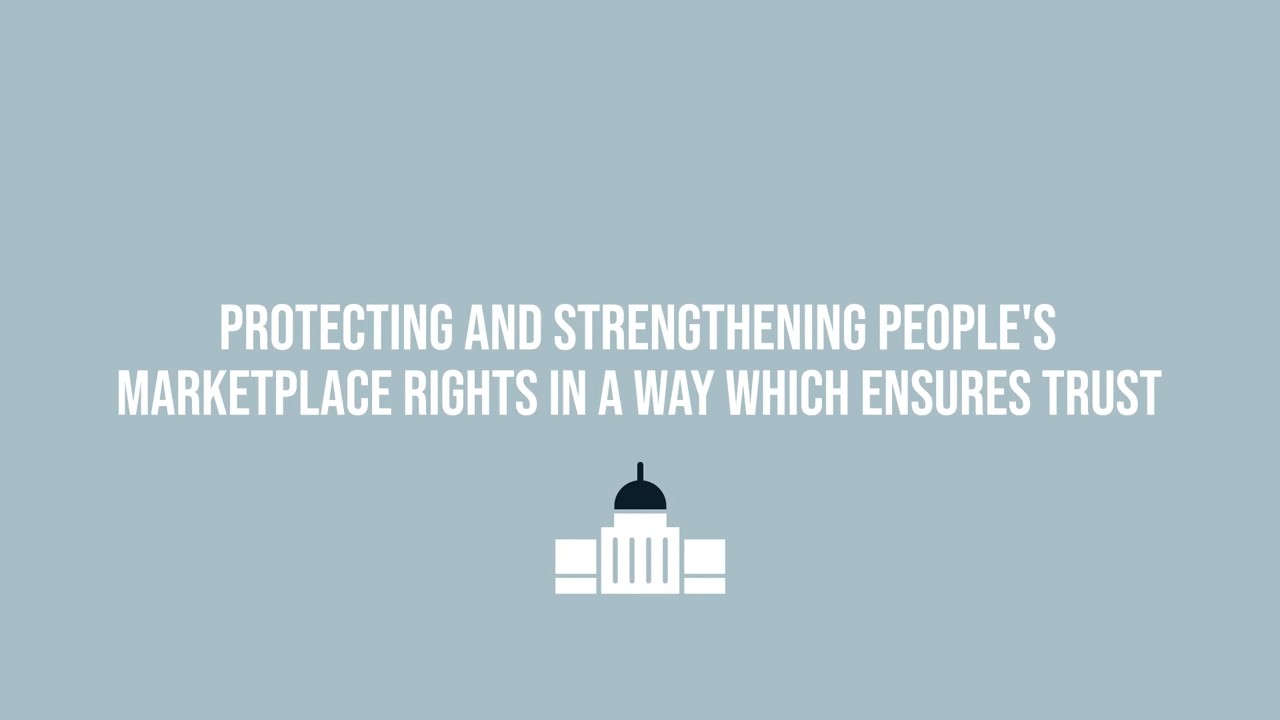 PROTECTING AND STRENGTHENING PEOPLE'S
MARKETPLACE RIGHTS IN A WAY WHICH ENSURES TRUST